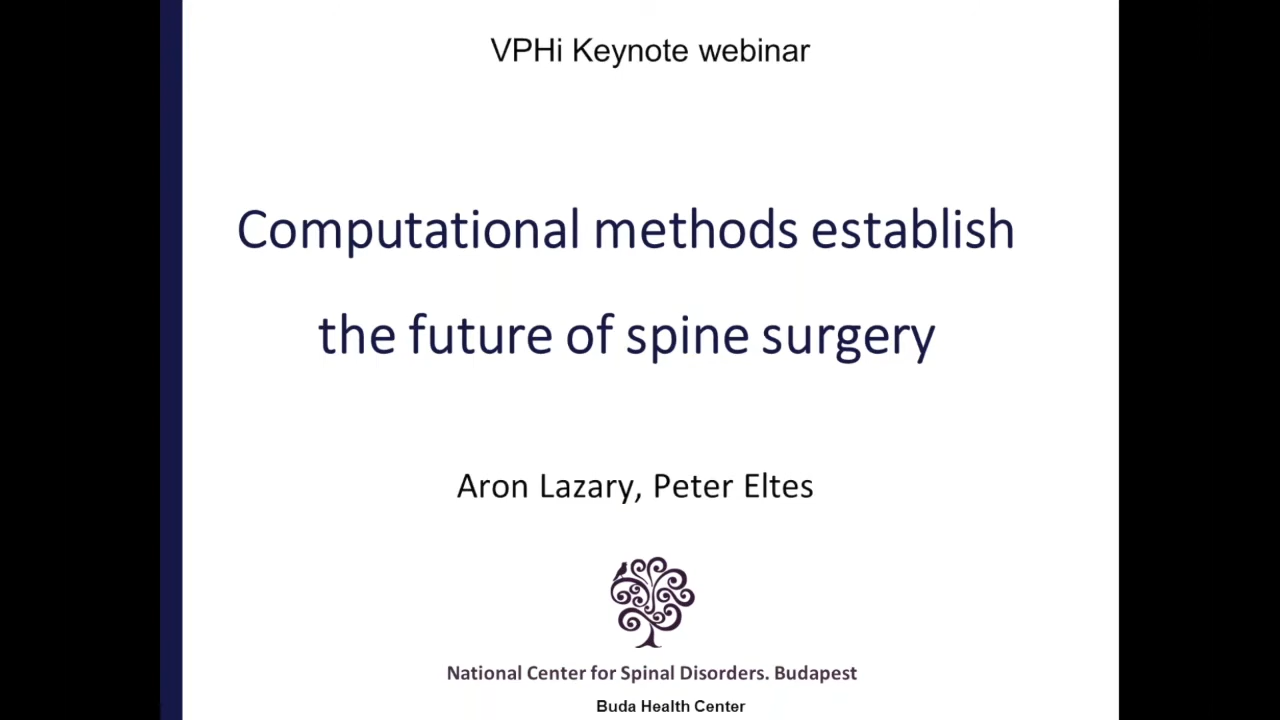 VPHi Keynote webinar
Computational methods establish
the future of spine surgery
Aron Lazary, Peter Eltes
National Center for Spinal Disorders. Budapest
Buda Health Center